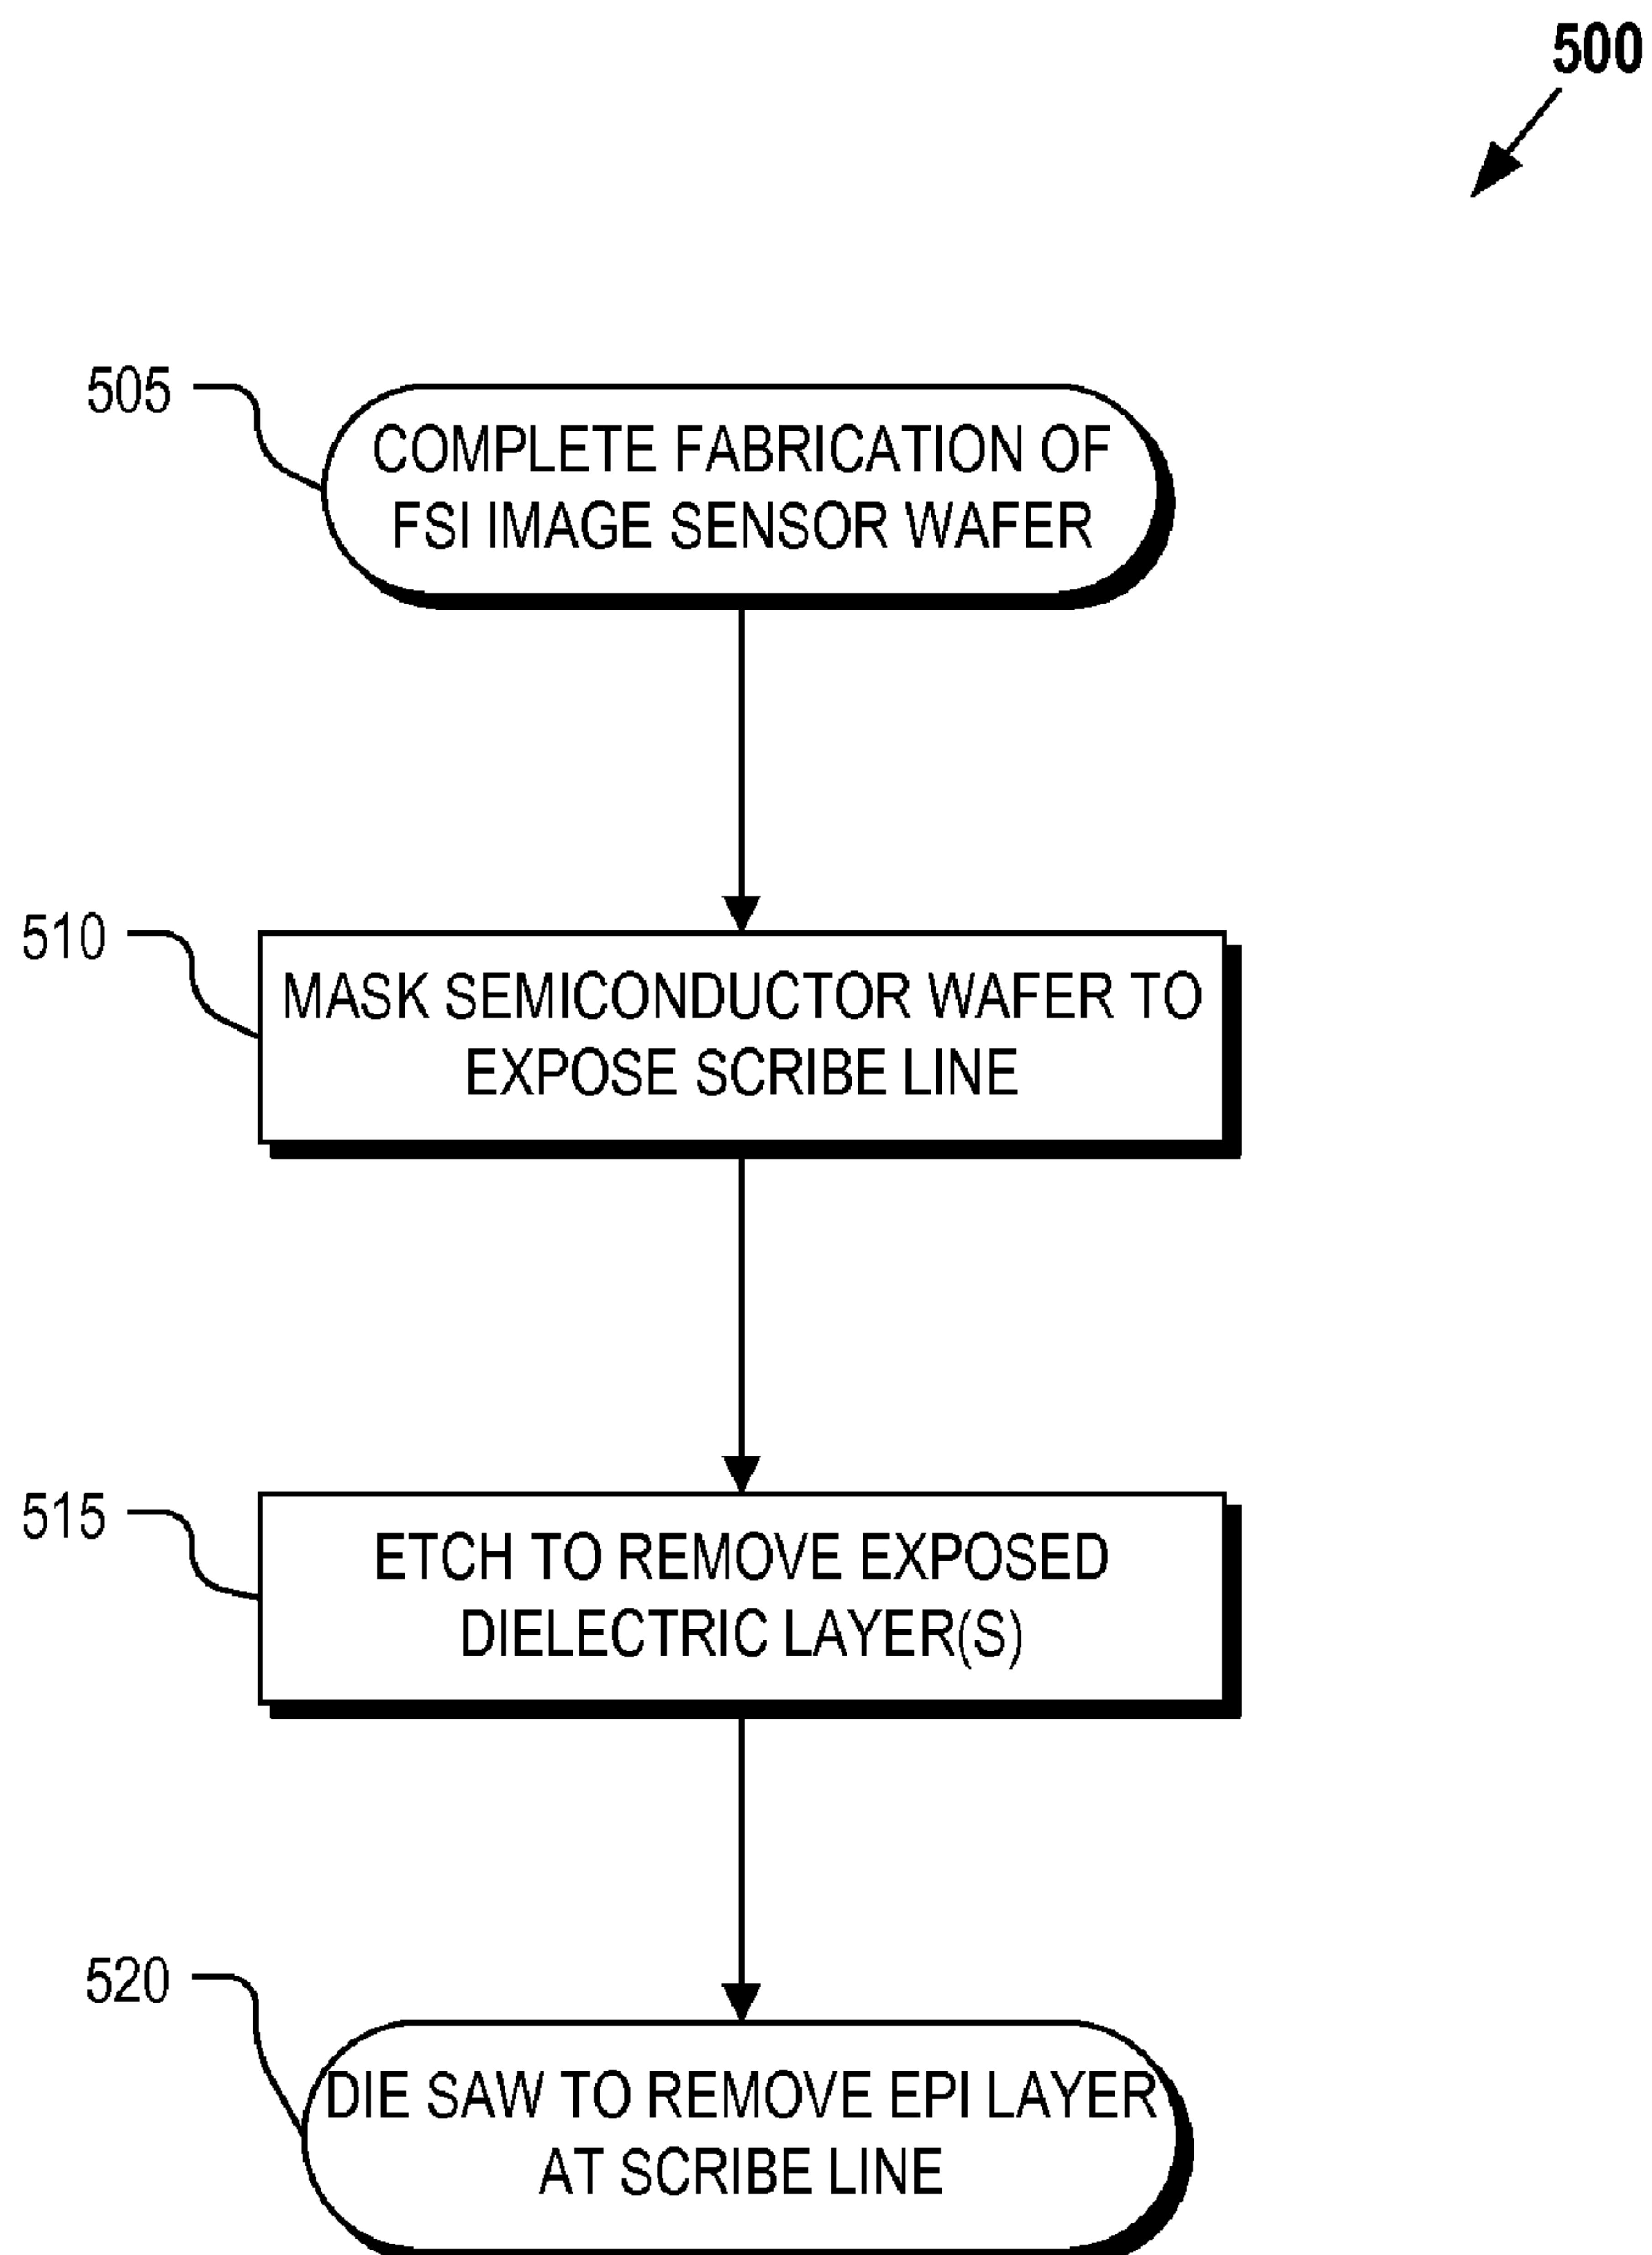 500
505
COMPLETE FABRICATION OF
FSI IMAGE SENSOR WAFER
510
MASK SEMICONDUCTOR WAFER TO
EXPOSE SCRIBE LINE
515
ETCH TO REMOVE EXPOSED
DIELECTRIC LAYER(S)
520
DIE SAW TO REMOVE EPI LAYER
AT SCRIBE LINE